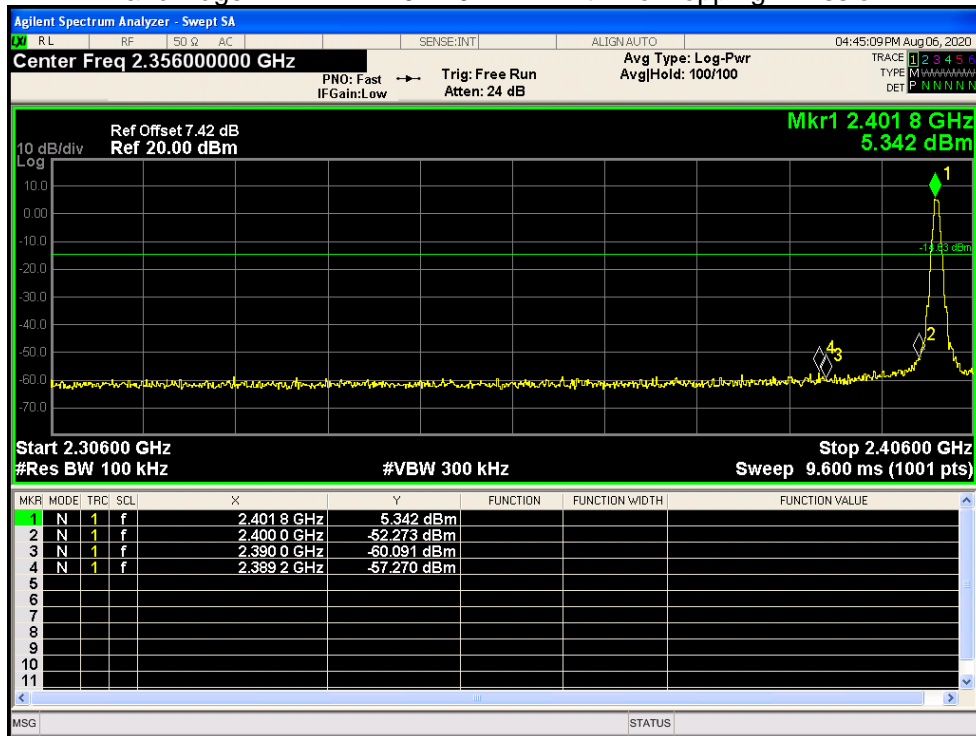 Agilent Spectrum Analyzer - Swept SA
LXI RL RF 50 Ω AC SENSE:INT ALIGN AUTO 04:45:09 PM Aug 06, 2020
Center Freq 2.356000000 GHz
PNO: Fast IFGain:Low
Trig: Free Run
Atten: 24 dB
Avg Type: Log-Pwr
Avg|Hold: 100/100
TRACE 1 2 3 4 5 6
TYPE M
DET P N N N N N
Mkr1 2.401 8 GHz
5.342 dBm
Ref Offset 7.42 dB
10 dB/div Ref 20.00 dBm
Log
10.0
0.00
-10.0
-20.0
-30.0
-40.0
-50.0
-60.0
-70.0
1
-14.63 dBm
2
4
3
Start 2.30600 GHz Stop 2.40600 GHz
#Res BW 100 kHz #VBW 300 kHz Sweep 9.600 ms (1001 pts)
MKR MODE TRC SCL X Y FUNCTION FUNCTION WIDTH FUNCTION VALUE
1 N 1 f 2.401 8 GHz 5.342 dBm
2 N 1 f 2.400 0 GHz -52.273 dBm
3 N 1 f 2.390 0 GHz -60.091 dBm
4 N 1 f 2.389 2 GHz -57.270 dBm
5
6
7
8
9
10
11
MSG STATUS